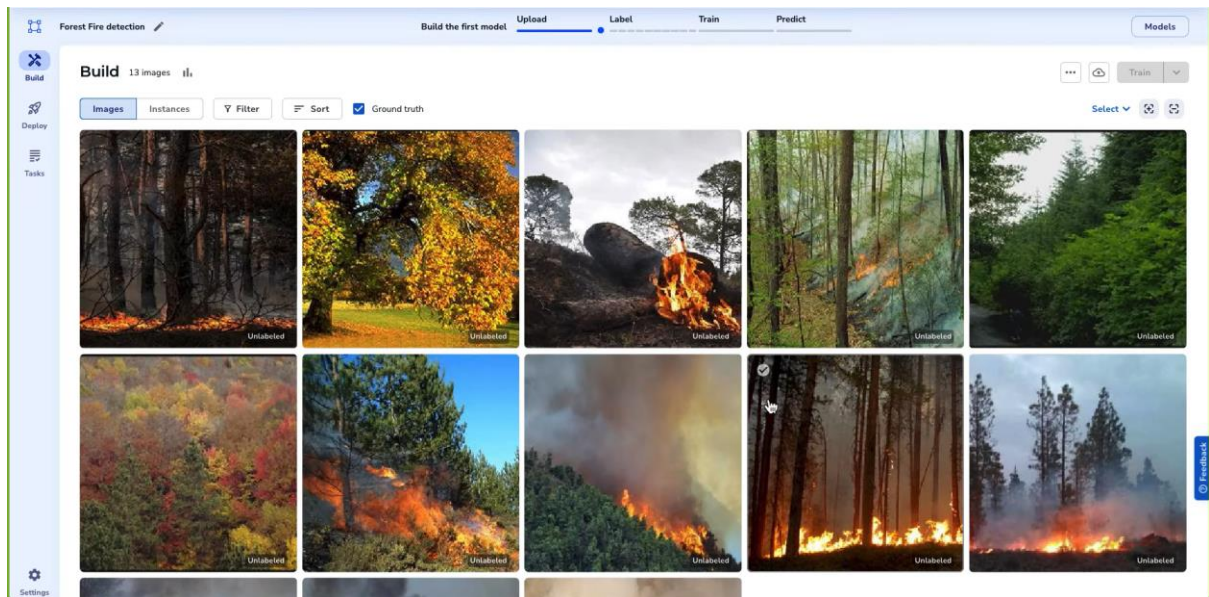 Forest Fire detection
Build the first model
Upload
Label
Train
Predict
Models
Build
Deploy
Tasks
Settings
Build 13 images
Train
Images
Instances
Filter
Sort
Ground truth
Select
Unlabeled
Unlabeled
Unlabeled
Unlabeled
Unlabeled
Unlabeled
Unlabeled
Unlabeled
Unlabeled
Unlabeled
Feedback